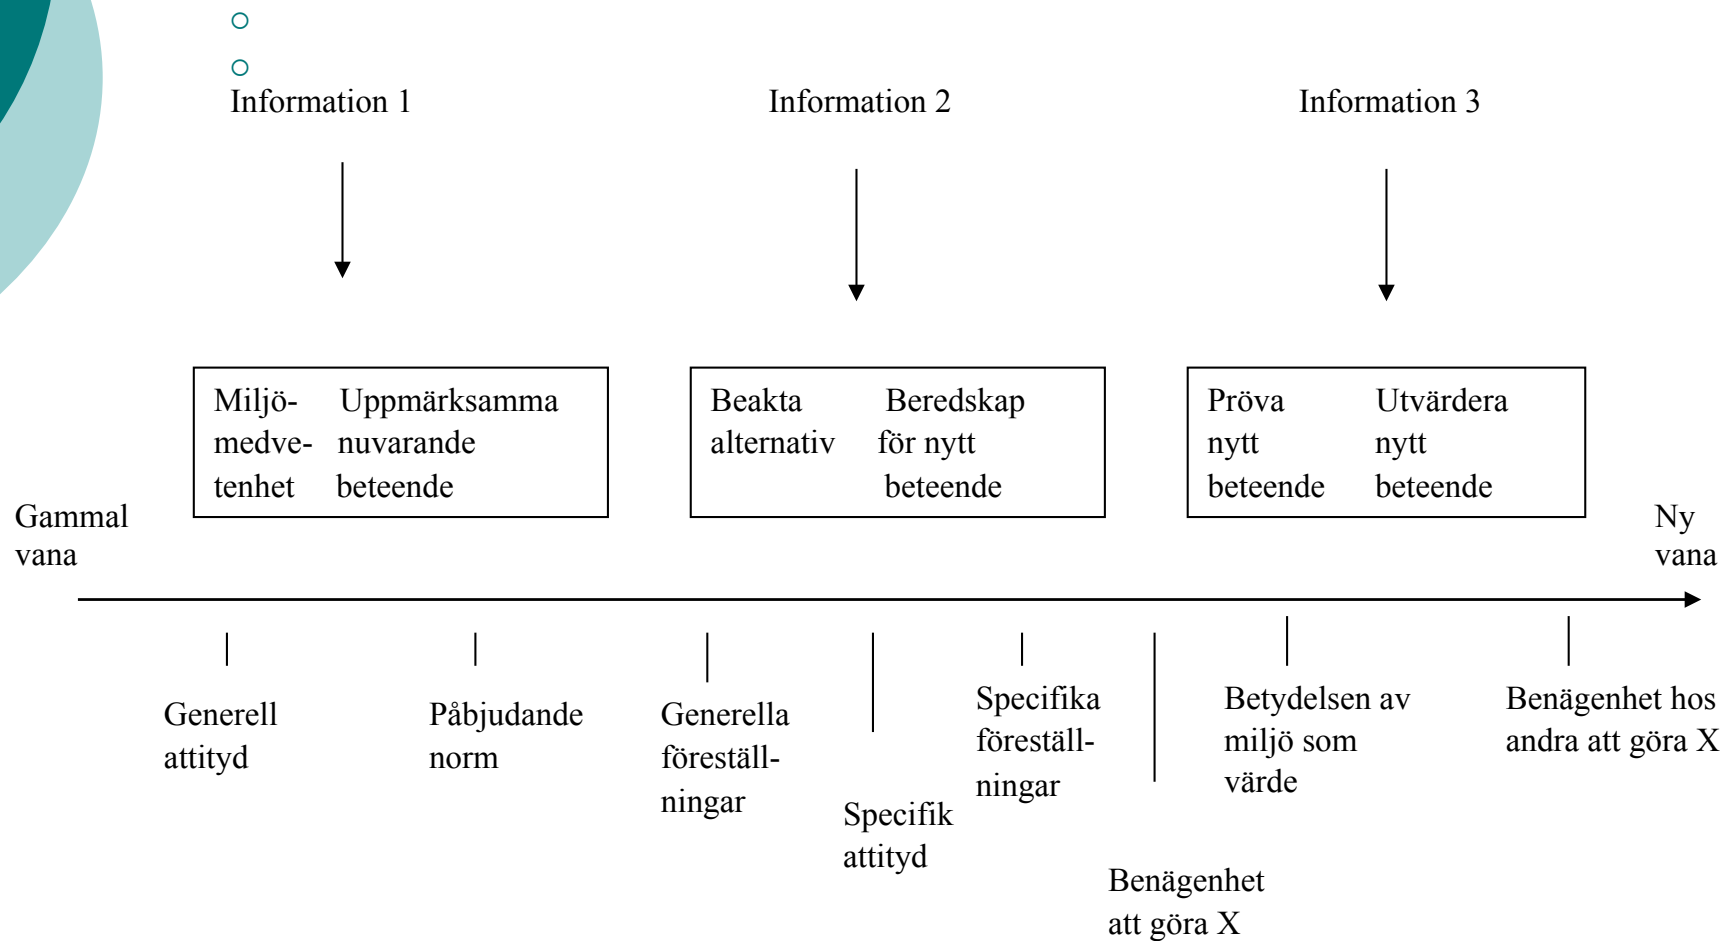 Information 1
Information 2
Information 3
Miljö- Uppmärksamma
medve- nuvarande
tenhet beteende
Beakta Beredskap
alternativ för nytt
beteende
Pröva Utvärdera
nytt nytt
beteende beteende
Gammal
vana
Ny
vana
Generell
attityd
Påbjudande
norm
Generella
föreställ-
ningar
Specifik
attityd
Specifika
föreställ-
ningar
Benägenhet
att göra X
Betydelsen av
miljö som
värde
Benägenhet hos
andra att göra X